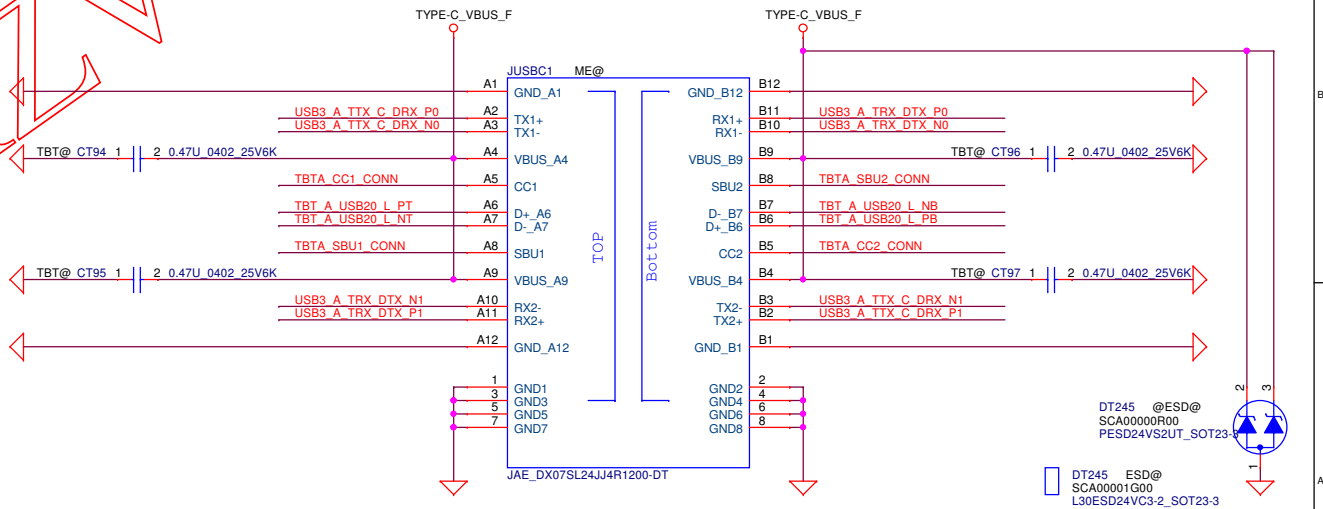 TYPE-C_VBUS_F
TYPE-C_VBUS_F
JUSBC1 ME@
A1 GND_A1 GND_B12 B12
B
USB3_A_TTX_C_DRX_P0 A2 TX1+ RX1+ B11 USB3_A_TRX_DTX_P0
USB3_A_TTX_C_DRX_N0 A3 TX1- RX1- B10 USB3_A_TRX_DTX_N0
TBT@ CT94 1 2 0.47U_0402_25V6K A4 VBUS_A4 VBUS_B9 B9 TBT@ CT96 1 2 0.47U_0402_25V6K
TBTA_CC1_CONN A5 CC1 SBU2 B8 TBTA_SBU2_CONN
TBT_A_USB20_L_PT A6 D+_A6 D-_B7 B7 TBT_A_USB20_L_NB
TBT_A_USB20_L_NT A7 D-_A7 D+_B6 B6 TBT_A_USB20_L_PB
TOP
Bottom
TBTA_SBU1_CONN A8 SBU1 CC2 B5 TBTA_CC2_CONN
TBT@ CT95 1 2 0.47U_0402_25V6K A9 VBUS_A9 VBUS_B4 B4 TBT@ CT97 1 2 0.47U_0402_25V6K
USB3_A_TRX_DTX_N1 A10 RX2- TX2- B3 USB3_A_TTX_C_DRX_N1
USB3_A_TRX_DTX_P1 A11 RX2+ TX2+ B2 USB3_A_TTX_C_DRX_P1
A12 GND_A12 GND_B1 B1
1 GND1 GND2 2
3 GND3 GND4 4
5 GND5 GND6 6
7 GND7 GND8 8
JAE_DX07SL24JJ4R1200-DT
2 3
DT245 @ESD@
SCA00000R00
PESD24VS2UT_SOT23-3
1
DT245 ESD@
SCA00001G00
L30ESD24VC3-2_SOT23-3
A